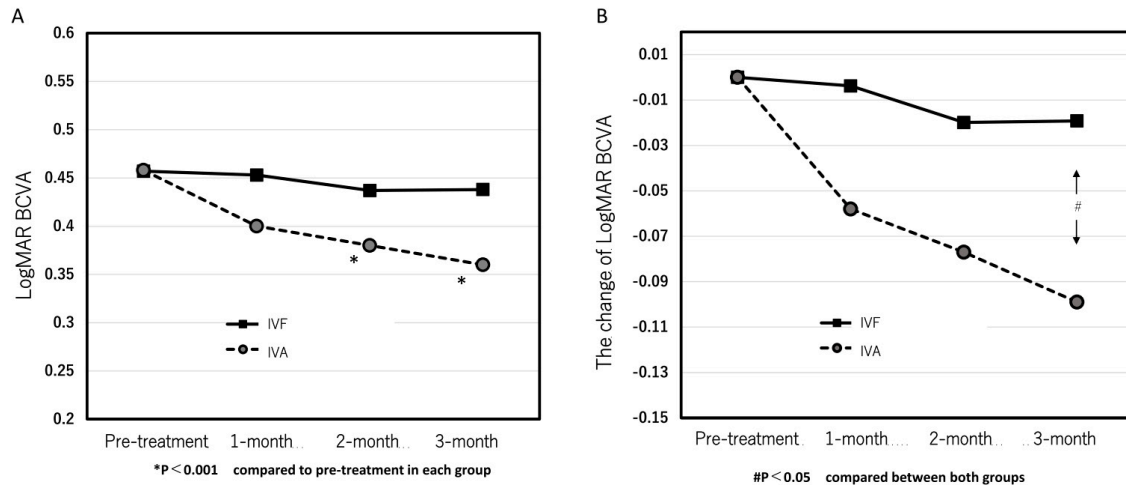 A
0.6
0.55
0.5
0.45
0.4
0.35
0.3
0.25
0.2
LogMAR BCVA
*
*
IVF
IVA
Pre-treatment 1-month... 2-month... 3-month
*P<0.001 compared to pre-treatment in each group
B
0.01
-0.01
-0.03
-0.05
-0.07
-0.09
-0.11
-0.13
-0.15
The change of LogMAR BCVA
#
IVF
IVA
Pre-treatment. 1-month..... 2-month.. ..3-month
#P<0.05 compared between both groups